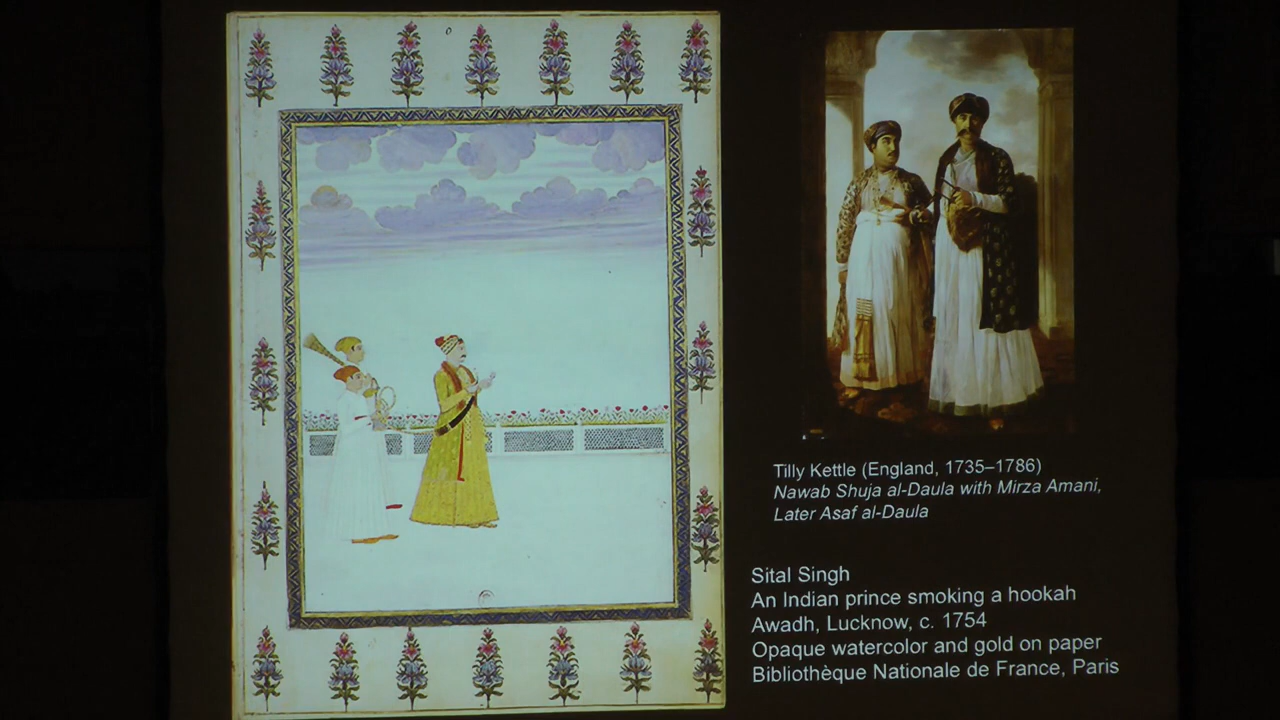 Tilly Kettle (England, 1735–1786)
Nawab Shuja al-Daula with Mirza Amani,
Later Asaf al-Daula
Sital Singh
An Indian prince smoking a hookah
Awadh, Lucknow, c. 1754
Opaque watercolor and gold on paper
Bibliothèque Nationale de France, Paris